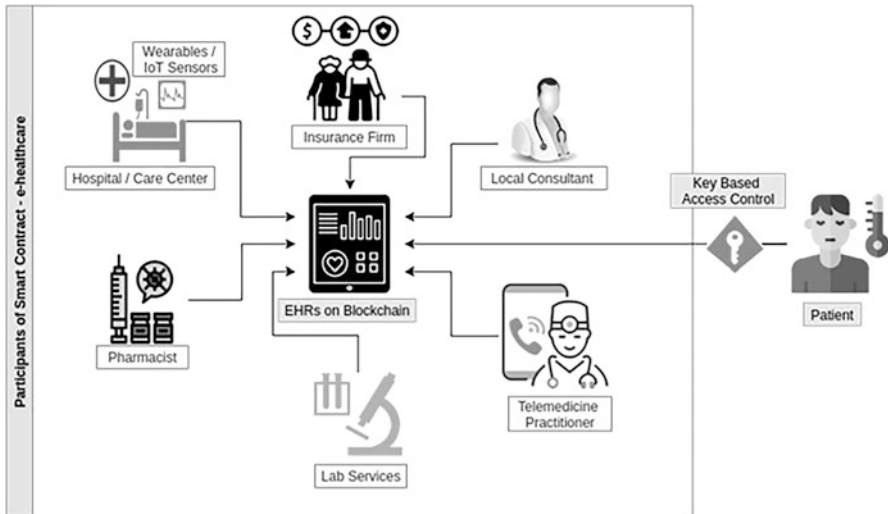 Participants of Smart Contract - e-healthcare
Wearables /
IoT Sensors
Hospital / Care Center
$
Insurance Firm
Local Consultant
Key Based
Access Control
Patient
EHRs on Blockchain
Pharmacist
Telemedicine
Practitioner
Lab Services